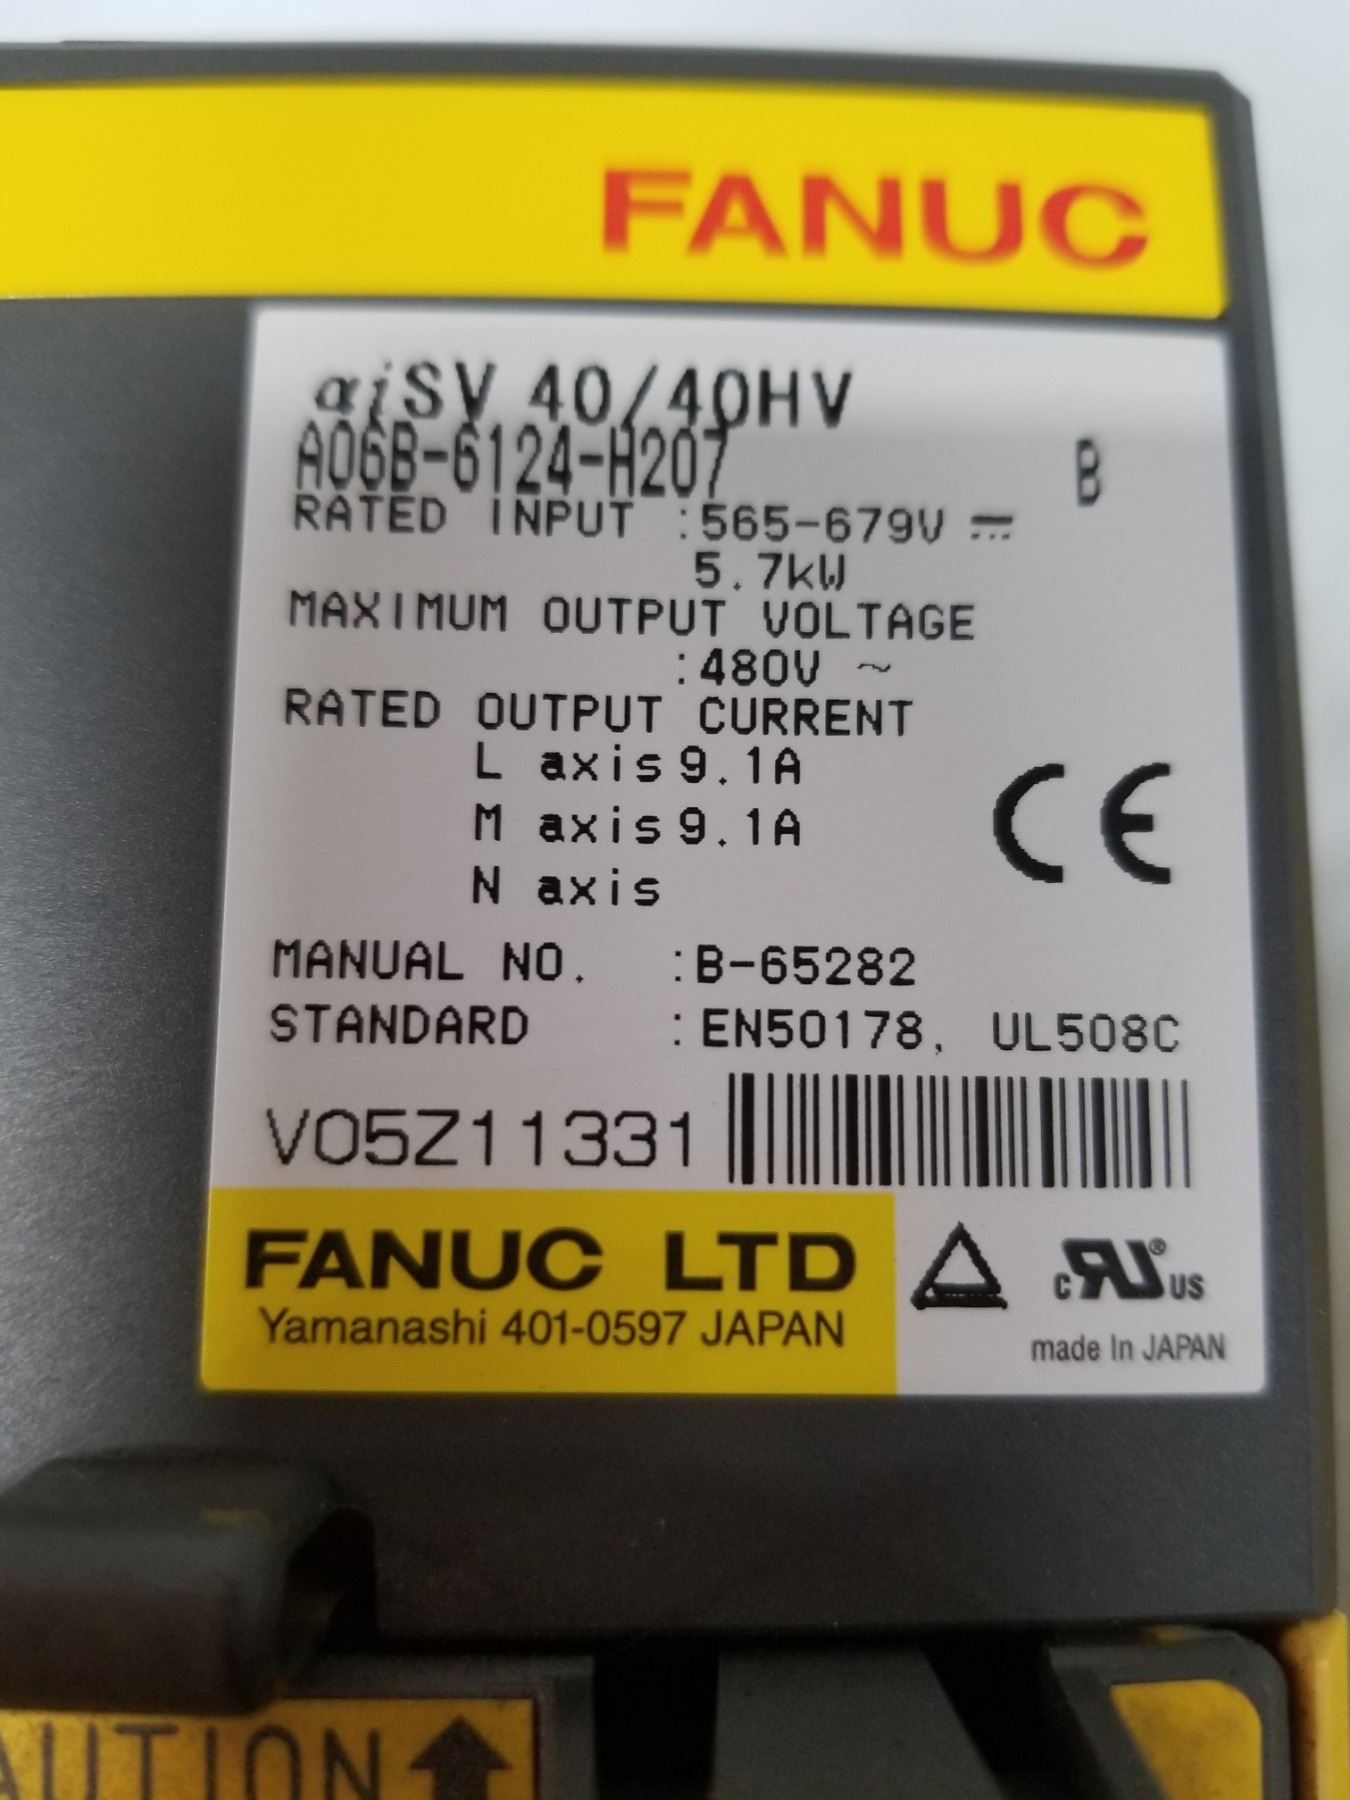 FANUC
αiSV 40/40HV
A06B-6124-H207 B
RATED INPUT :565-679V ⎓
5.7kW
MAXIMUM OUTPUT VOLTAGE
:480V ~
RATED OUTPUT CURRENT
L axis 9.1A
M axis 9.1A
N axis
CE
MANUAL NO. :B-65282
STANDARD :EN50178, UL508C
V05Z11331
FANUC LTD
Yamanashi 401-0597 JAPAN
c RU® US
made In JAPAN
AUTION